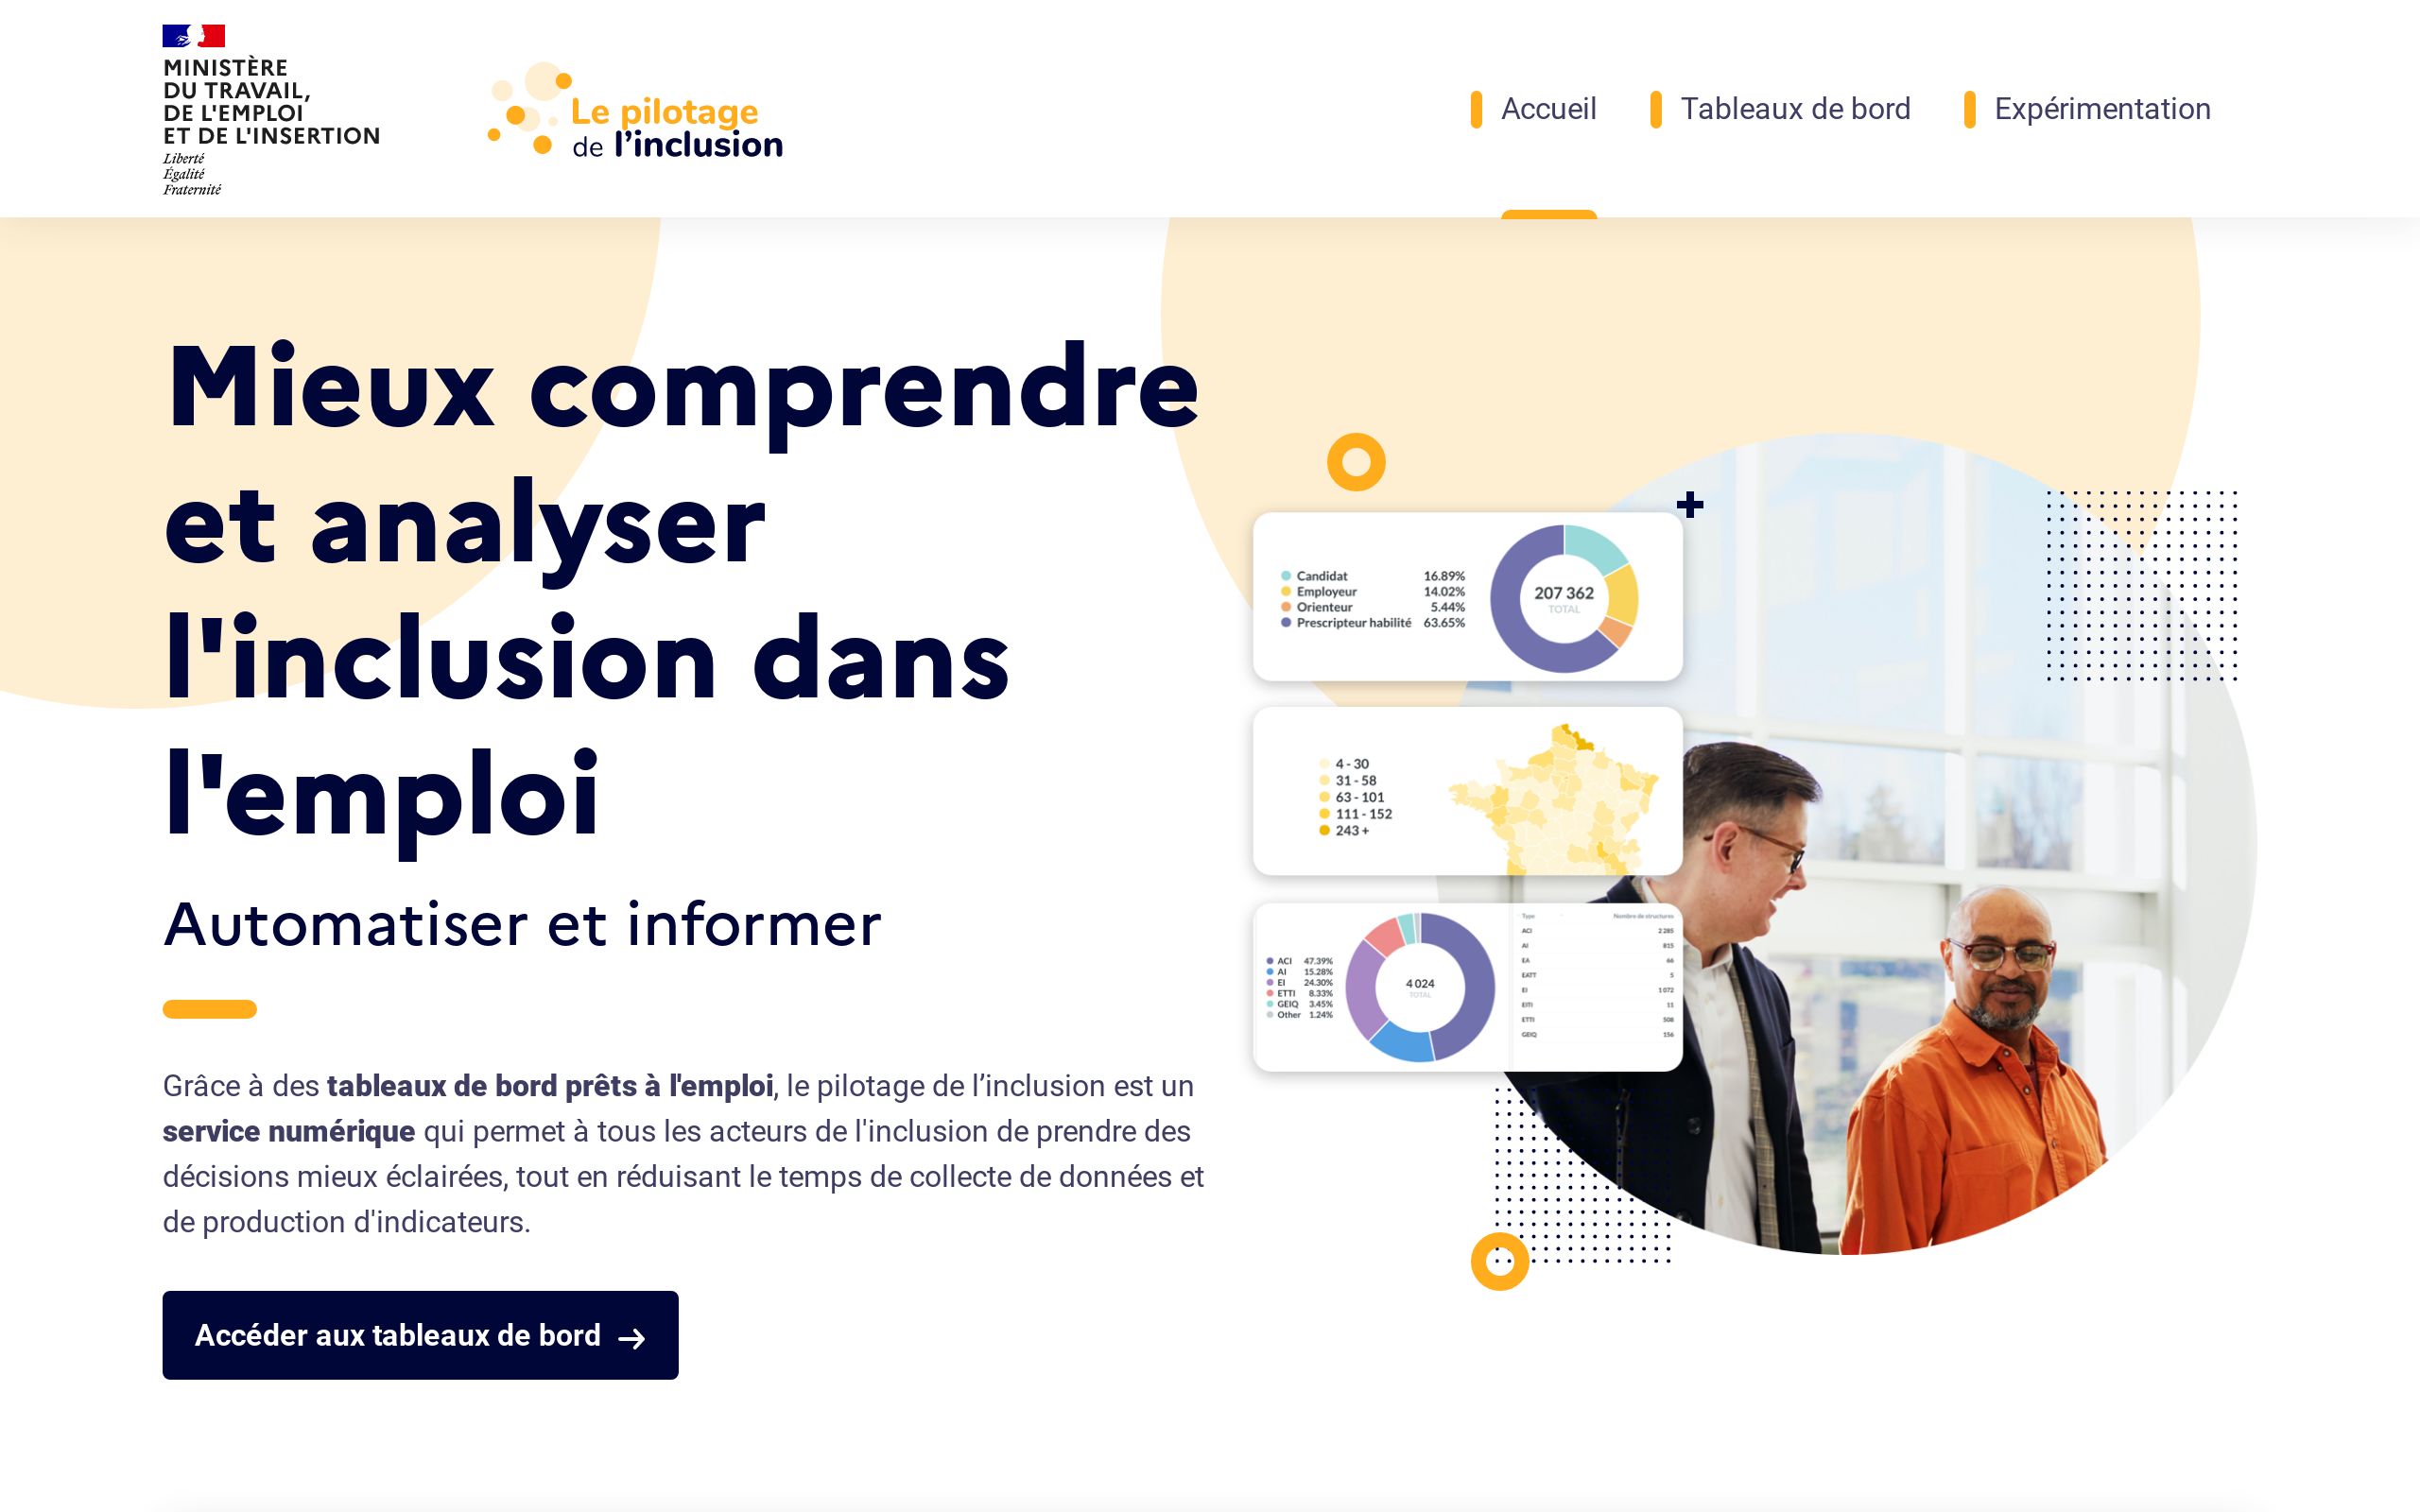 MINISTÈRE
DU TRAVAIL,
DE L'EMPLOI
ET DE L'INSERTION
Liberté
Égalité
Fraternité
Le pilotage
de l’inclusion
Accueil
Tableaux de bord
Expérimentation
Mieux comprendre
et analyser
l'inclusion dans
l'emploi
Automatiser et informer
Grâce à des tableaux de bord prêts à l'emploi, le pilotage de l’inclusion est un
service numérique qui permet à tous les acteurs de l'inclusion de prendre des
décisions mieux éclairées, tout en réduisant le temps de collecte de données et
de production d'indicateurs.
Accéder aux tableaux de bord →
Candidat 16.89%
Employeur 14.02%
Orienteur 5.44%
Prescripteur habilité 63.65%
207 362
TOTAL
4 - 30
31 - 58
63 - 101
111 - 152
243 +
ACI 47.39%
AI 15.28%
EI 24.30%
ETTI 8.33%
GEIQ 3.45%
Other 1.24%
4 024
TOTAL
Type Nombre de structures
ACI 2 285
AI 815
EA 66
EATT 5
EI 1 072
EITI 11
ETTI 508
GEIQ 156